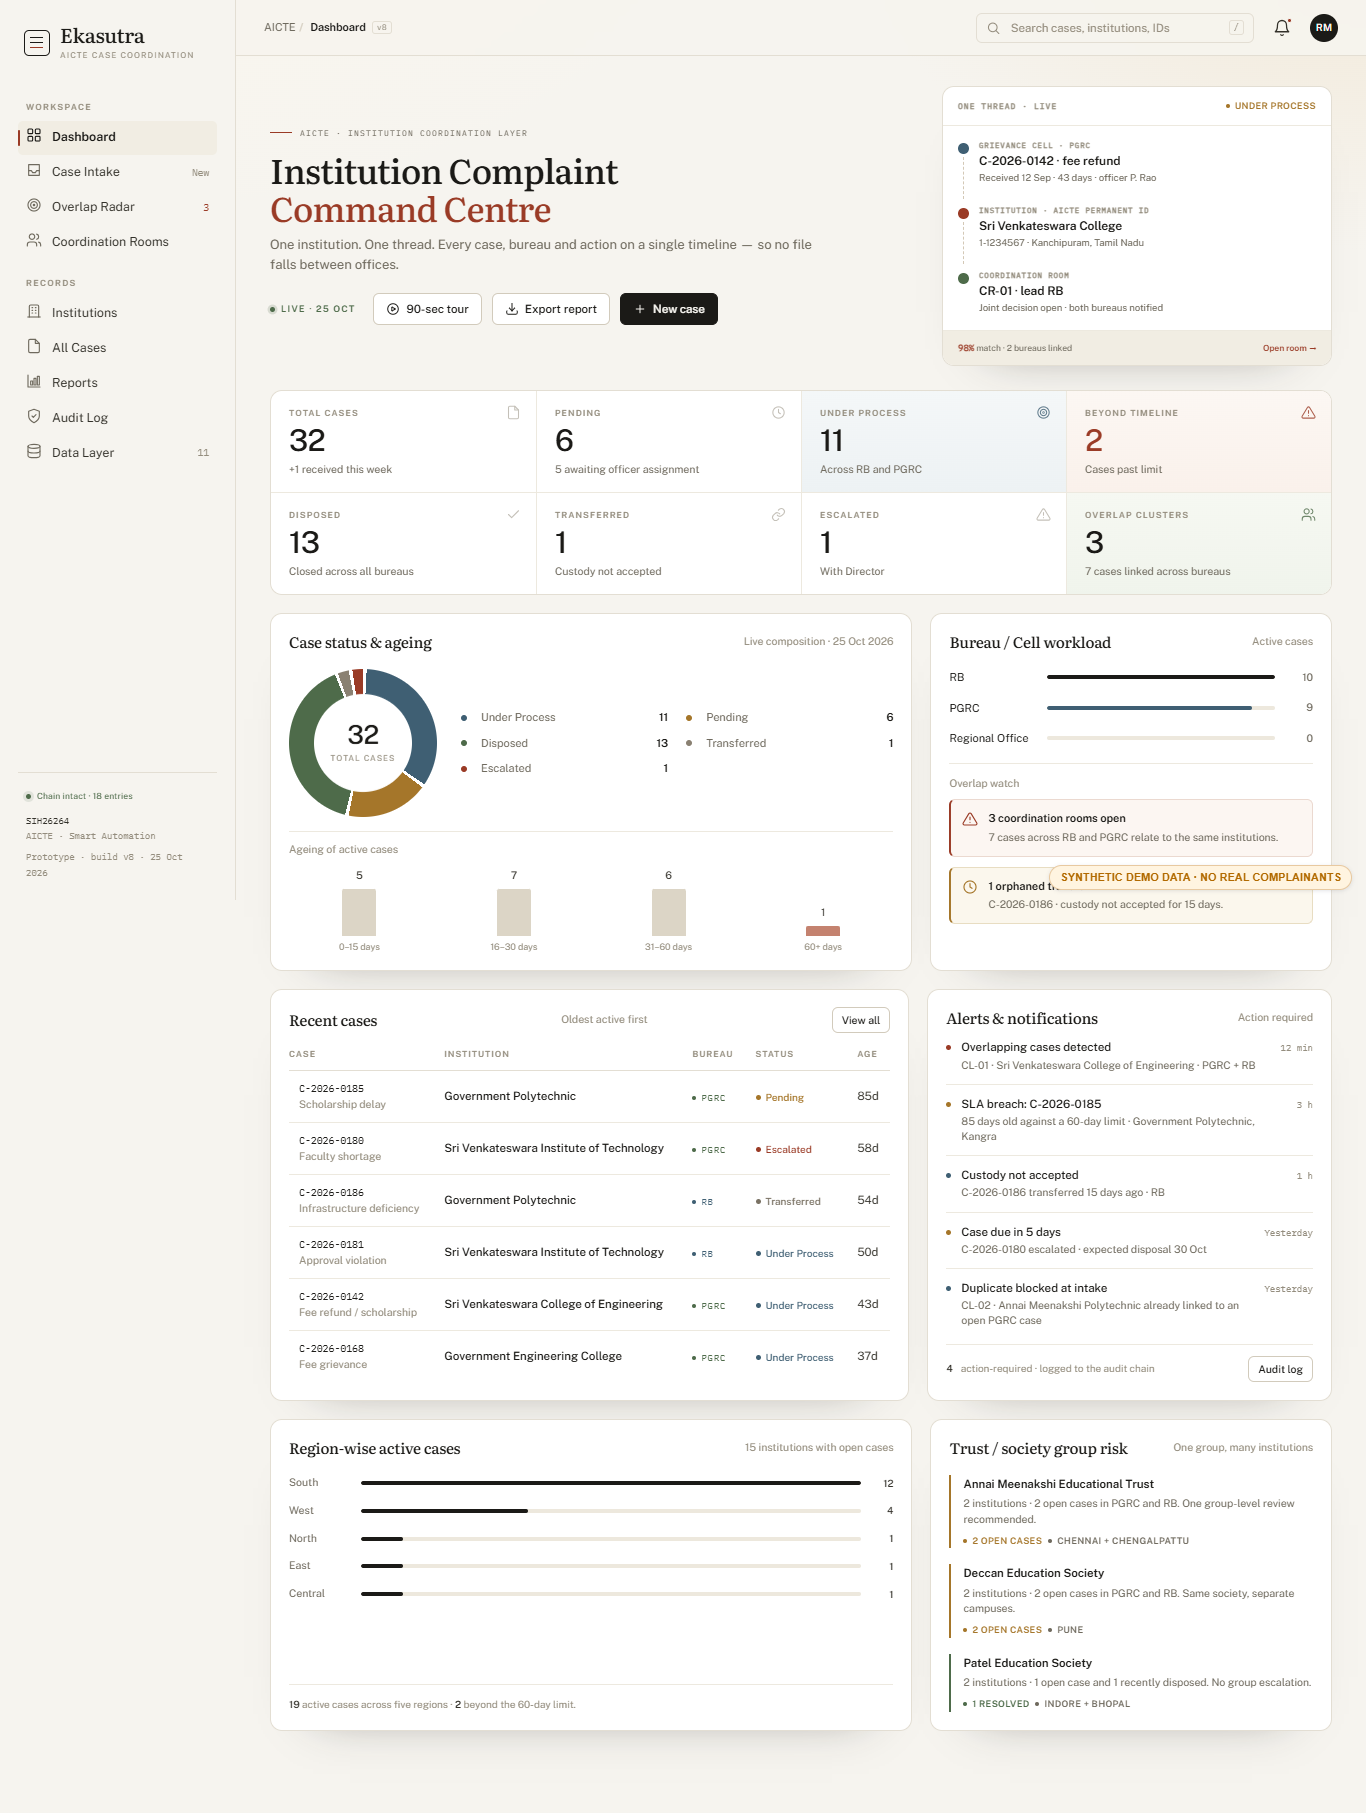 Ekasutra
AICTE CASE COORDINATION
WORKSPACE
Dashboard
Case Intake New
Overlap Radar 3
Coordination Rooms
RECORDS
Institutions
All Cases
Reports
Audit Log
Data Layer 11
Chain intact · 18 entries
SIH26264
AICTE · Smart Automation
Prototype · build v8 · 25 Oct
2026
AICTE / Dashboard v8
Search cases, institutions, IDs /
RM
AICTE · INSTITUTION COORDINATION LAYER
Institution Complaint
Command Centre
One institution. One thread. Every case, bureau and action on a single timeline — so no file
falls between offices.
LIVE · 25 OCT
90-sec tour
Export report
New case
ONE THREAD · LIVE
UNDER PROCESS
GRIEVANCE CELL · PGRC
C-2026-0142 · fee refund
Received 12 Sep · 43 days · officer P. Rao
INSTITUTION · AICTE PERMANENT ID
Sri Venkateswara College
1-1234567 · Kanchipuram, Tamil Nadu
COORDINATION ROOM
CR-01 · lead RB
Joint decision open · both bureaus notified
98% match · 2 bureaus linked
Open room →
TOTAL CASES
32
+1 received this week
PENDING
6
5 awaiting officer assignment
UNDER PROCESS
11
Across RB and PGRC
BEYOND TIMELINE
2
Cases past limit
DISPOSED
13
Closed across all bureaus
TRANSFERRED
1
Custody not accepted
ESCALATED
1
With Director
OVERLAP CLUSTERS
3
7 cases linked across bureaus
Case status & ageing
Live composition · 25 Oct 2026
32
TOTAL CASES
Under Process 11
Pending 6
Disposed 13
Transferred 1
Escalated 1
Ageing of active cases
5 7 6 1
0–15 days 16–30 days 31–60 days 60+ days
Bureau / Cell workload
Active cases
RB 10
PGRC 9
Regional Office 0
Overlap watch
3 coordination rooms open
7 cases across RB and PGRC relate to the same institutions.
1 orphaned
SYNTHETIC DEMO DATA · NO REAL COMPLAINANTS
C-2026-0186 · custody not accepted for 15 days.
Recent cases
Oldest active first
View all
CASE INSTITUTION BUREAU STATUS AGE
C-2026-0185
Scholarship delay
Government Polytechnic PGRC Pending 85d
C-2026-0180
Faculty shortage
Sri Venkateswara Institute of Technology PGRC Escalated 58d
C-2026-0186
Infrastructure deficiency
Government Polytechnic RB Transferred 54d
C-2026-0181
Approval violation
Sri Venkateswara Institute of Technology RB Under Process 50d
C-2026-0142
Fee refund / scholarship
Sri Venkateswara College of Engineering PGRC Under Process 43d
C-2026-0168
Fee grievance
Government Engineering College PGRC Under Process 37d
Alerts & notifications
Action required
Overlapping cases detected 12 min
CL-01 · Sri Venkateswara College of Engineering · PGRC + RB
SLA breach: C-2026-0185 3 h
85 days old against a 60-day limit · Government Polytechnic,
Kangra
Custody not accepted 1 h
C-2026-0186 transferred 15 days ago · RB
Case due in 5 days Yesterday
C-2026-0180 escalated · expected disposal 30 Oct
Duplicate blocked at intake Yesterday
CL-02 · Annai Meenakshi Polytechnic already linked to an
open PGRC case
4 action-required · logged to the audit chain
Audit log
Region-wise active cases
15 institutions with open cases
South 12
West 4
North 1
East 1
Central 1
19 active cases across five regions · 2 beyond the 60-day limit.
Trust / society group risk
One group, many institutions
Annai Meenakshi Educational Trust
2 institutions · 2 open cases in PGRC and RB. One group-level review
recommended.
2 OPEN CASES CHENNAI + CHENGALPATTU
Deccan Education Society
2 institutions · 2 open cases in PGRC and RB. Same society, separate
campuses.
2 OPEN CASES PUNE
Patel Education Society
2 institutions · 1 open case and 1 recently disposed. No group escalation.
1 RESOLVED INDORE + BHOPAL